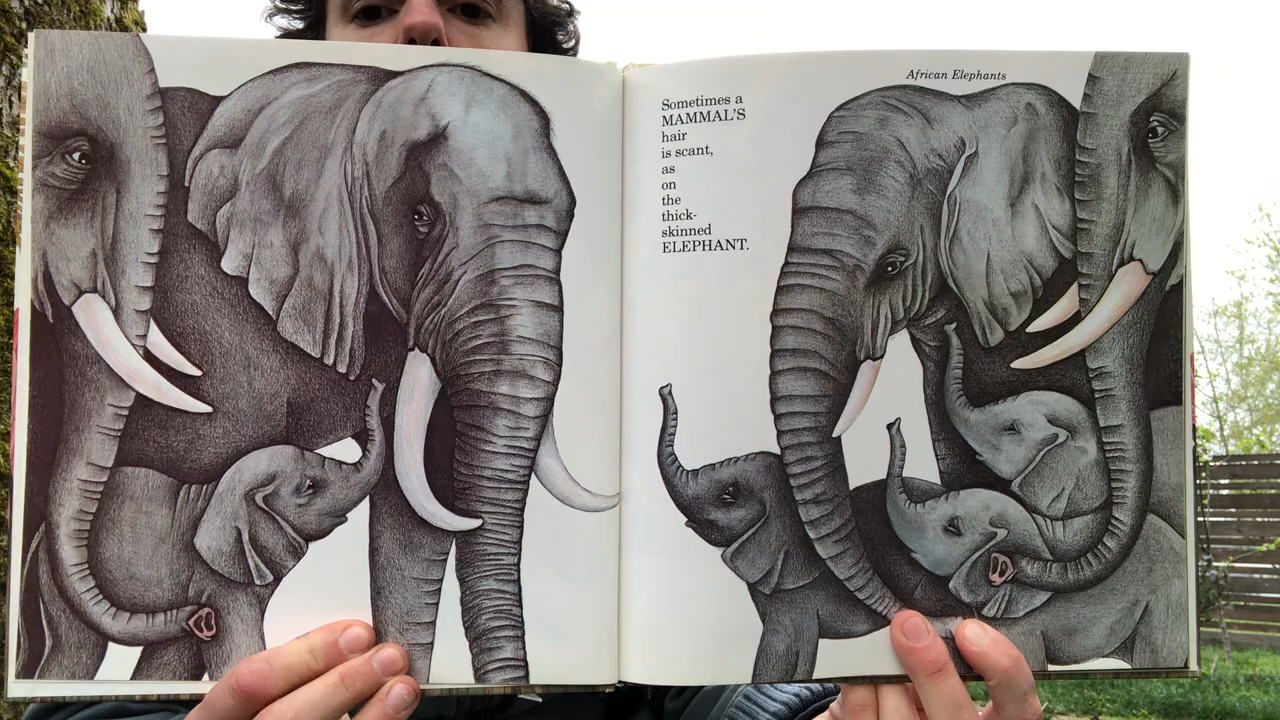 African Elephants
Sometimes a
MAMMAL'S
hair
is scant,
as
on
the
thick-
skinned
ELEPHANT.